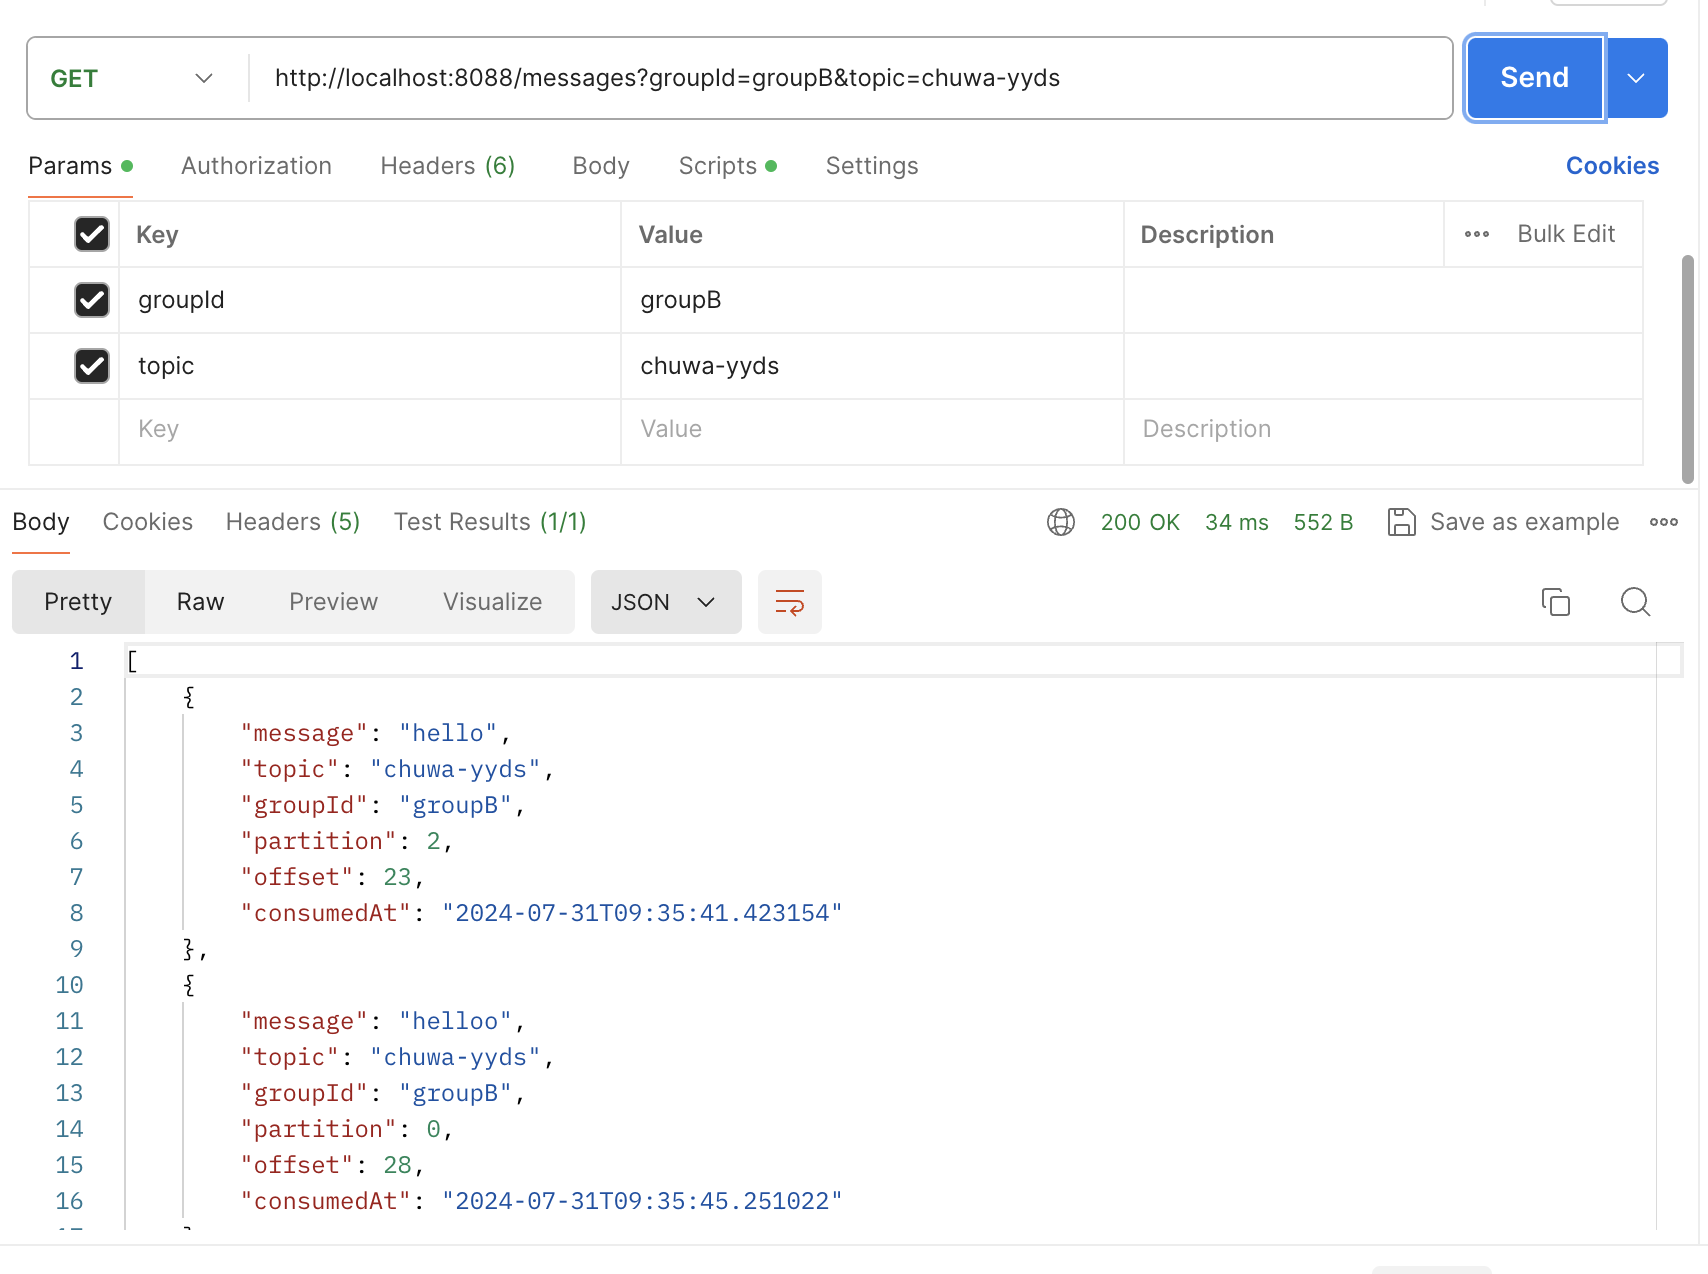 GET http://localhost:8088/messages?groupId=groupB&topic=chuwa-yyds Send
Params Authorization Headers (6) Body Scripts Settings Cookies
Key Value Description Bulk Edit
groupId groupB
topic chuwa-yyds
Key Value Description
Body Cookies Headers (5) Test Results (1/1) 200 OK 34 ms 552 B Save as example
Pretty Raw Preview Visualize JSON
1 [
2 {
3 "message": "hello",
4 "topic": "chuwa-yyds",
5 "groupId": "groupB",
6 "partition": 2,
7 "offset": 23,
8 "consumedAt": "2024-07-31T09:35:41.423154"
9 },
10 {
11 "message": "helloo",
12 "topic": "chuwa-yyds",
13 "groupId": "groupB",
14 "partition": 0,
15 "offset": 28,
16 "consumedAt": "2024-07-31T09:35:45.251022"